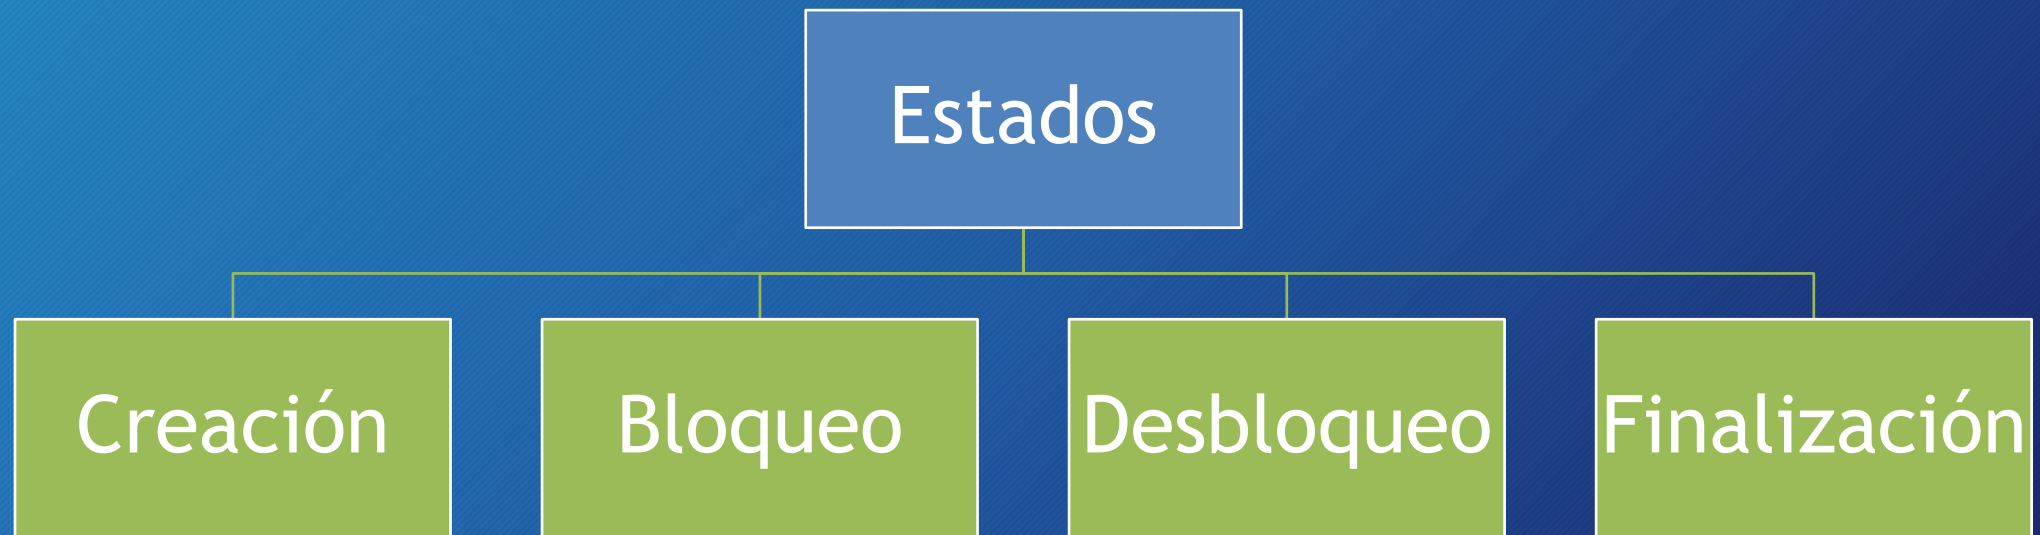 Estados
Creación
Bloqueo
Desbloqueo
Finalización